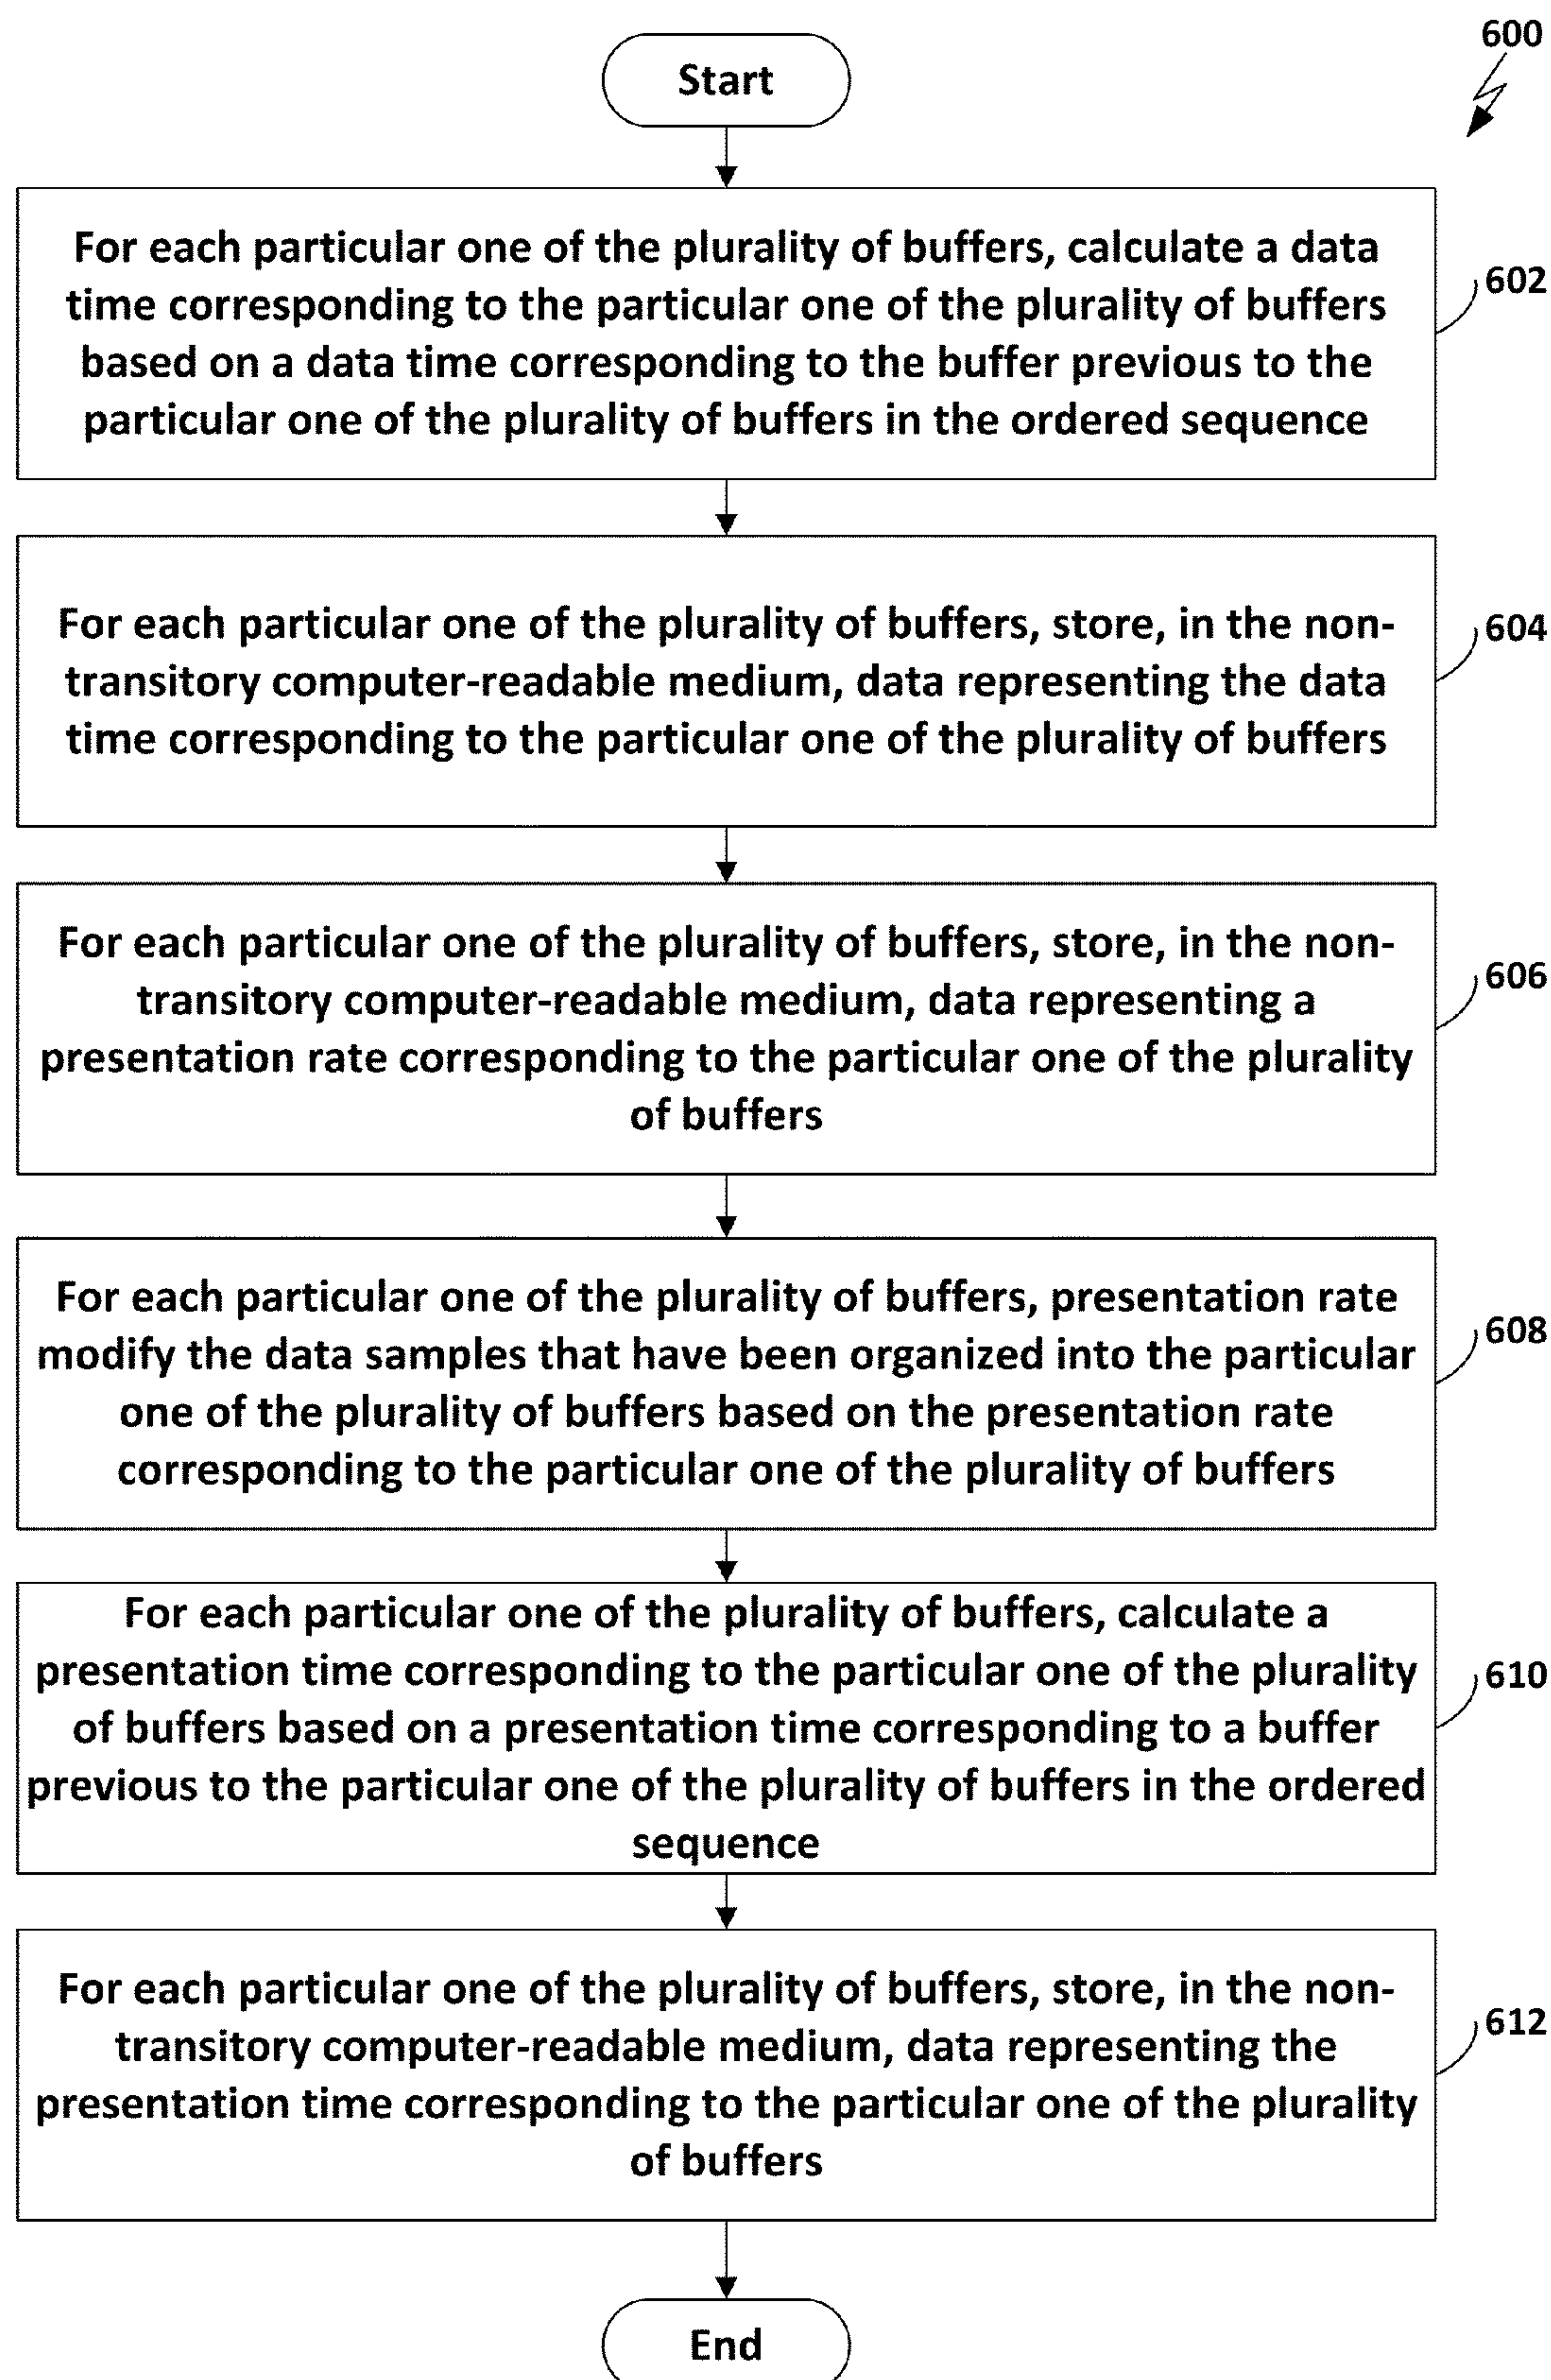 600
Start
For each particular one of the plurality of buffers, calculate a data
time corresponding to the particular one of the plurality of buffers
based on a data time corresponding to the buffer previous to the
particular one of the plurality of buffers in the ordered sequence
602
For each particular one of the plurality of buffers, store, in the non-
transitory computer-readable medium, data representing the data
time corresponding to the particular one of the plurality of buffers
604
For each particular one of the plurality of buffers, store, in the non-
transitory computer-readable medium, data representing a
presentation rate corresponding to the particular one of the plurality
of buffers
606
For each particular one of the plurality of buffers, presentation rate
modify the data samples that have been organized into the particular
one of the plurality of buffers based on the presentation rate
corresponding to the particular one of the plurality of buffers
608
For each particular one of the plurality of buffers, calculate a
presentation time corresponding to the particular one of the plurality
of buffers based on a presentation time corresponding to a buffer
previous to the particular one of the plurality of buffers in the ordered
sequence
610
For each particular one of the plurality of buffers, store, in the non-
transitory computer-readable medium, data representing the
presentation time corresponding to the particular one of the plurality
of buffers
612
End